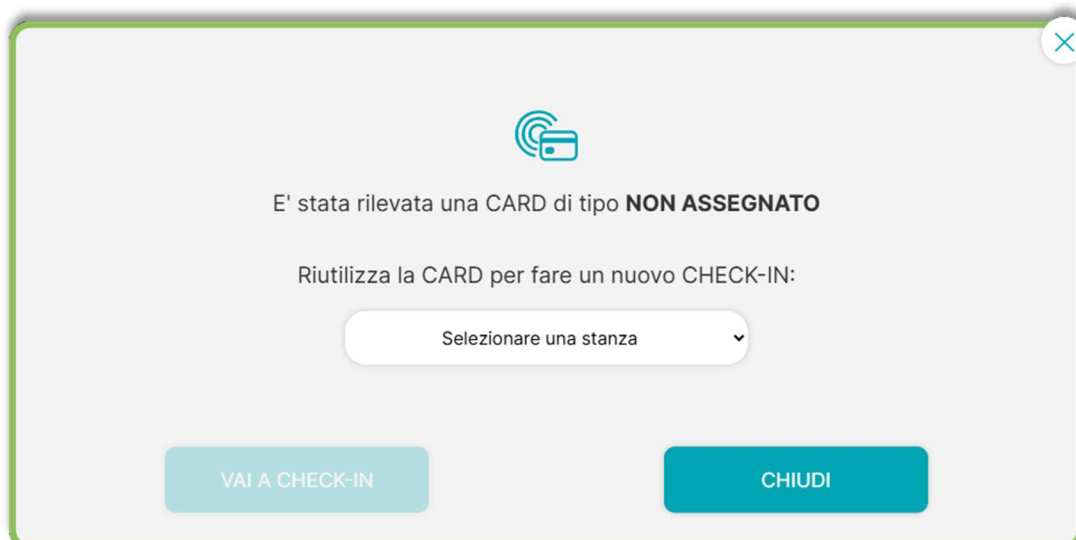 E' stata rilevata una CARD di tipo NON ASSEGNATO
Riutilizza la CARD per fare un nuovo CHECK-IN:
Selezionare una stanza
VAI A CHECK-IN
CHIUDI